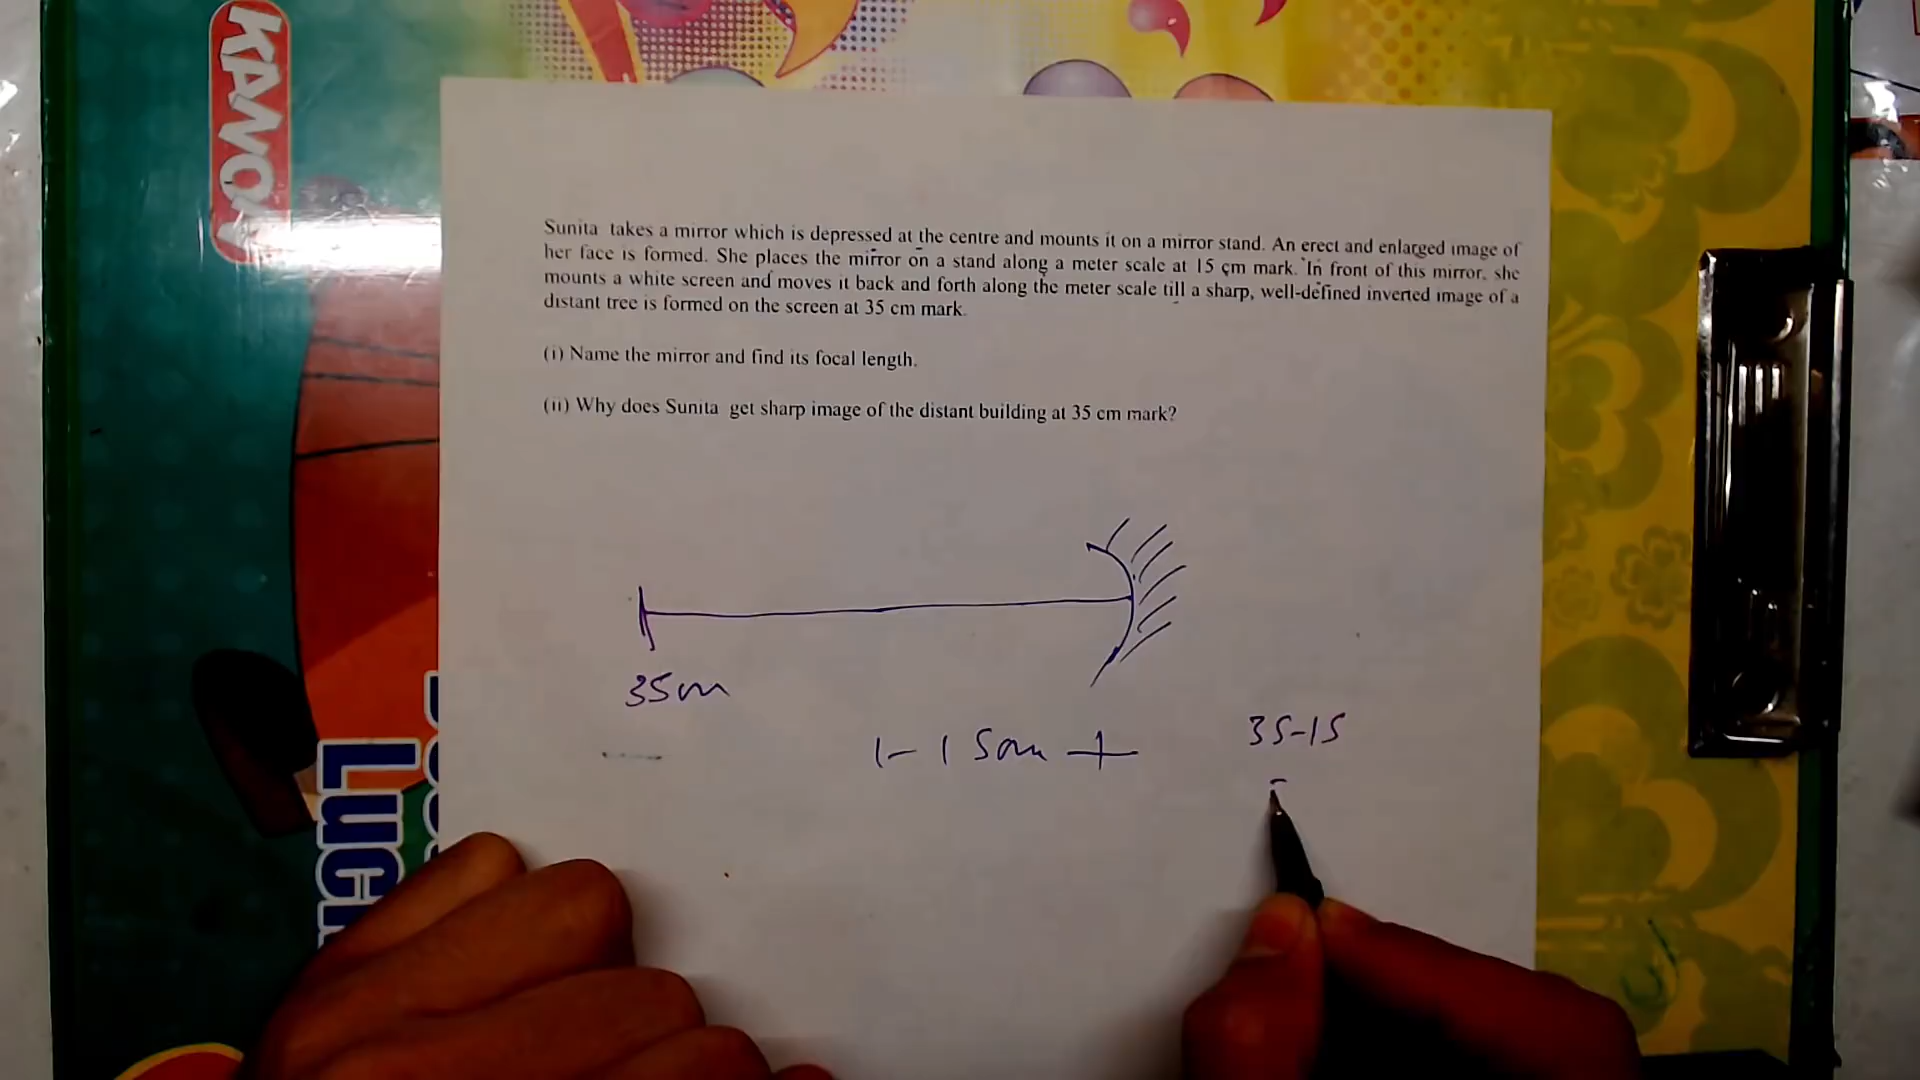 KANOY
Sunita takes a mirror which is depressed at the centre and mounts it on a mirror stand. An erect and enlarged image of
her face is formed. She places the mirror on a stand along a meter scale at 15 cm mark. In front of this mirror, she
mounts a white screen and moves it back and forth along the meter scale till a sharp, well-defined inverted image of a
distant tree is formed on the screen at 35 cm mark.
(i) Name the mirror and find its focal length.
(ii) Why does Sunita get sharp image of the distant building at 35 cm mark?
35cm
15cm
35-15